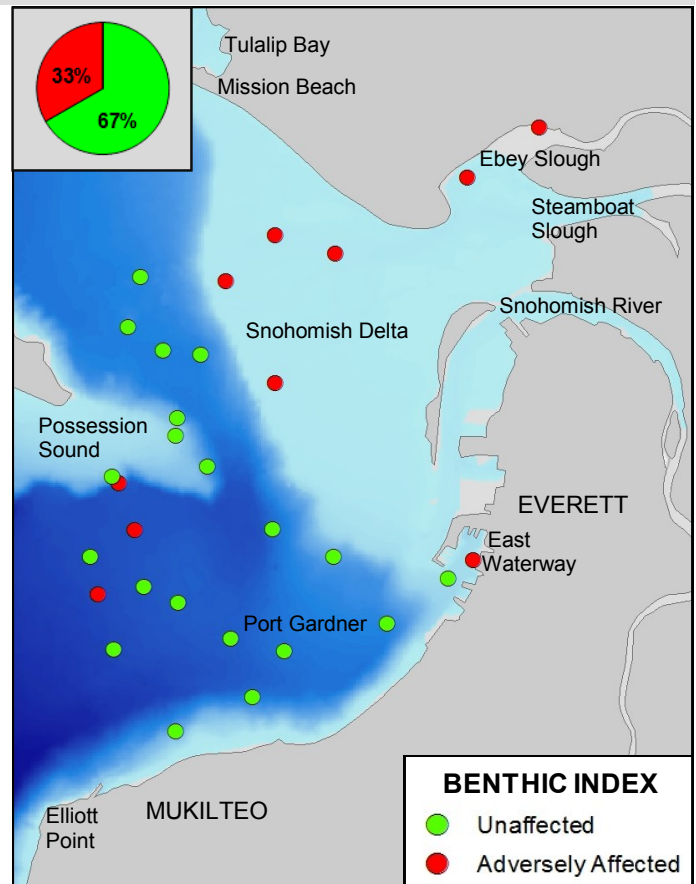 Tulalip Bay
Mission Beach
33%
67%
Ebey Slough
Steamboat
Slough
Snohomish River
Snohomish Delta
Possession
Sound
EVERETT
East
Waterway
Port Gardner
Elliott
Point
MUKILTEO
BENTHIC INDEX
Unaffected
Adversely Affected